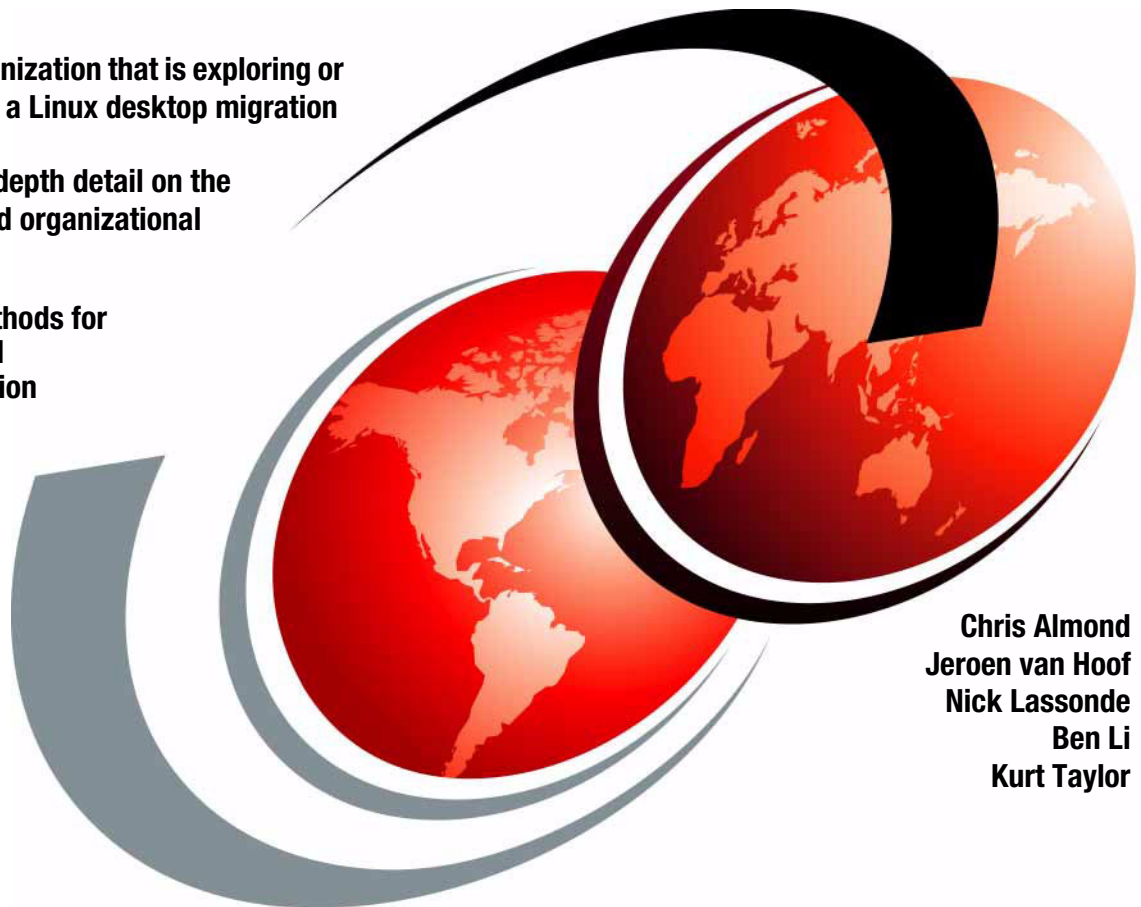 nization that is exploring or
a Linux desktop migration
depth detail on the
d organizational
thods for
l
ion
Chris Almond
Jeroen van Hoof
Nick Lassonde
Ben Li
Kurt Taylor